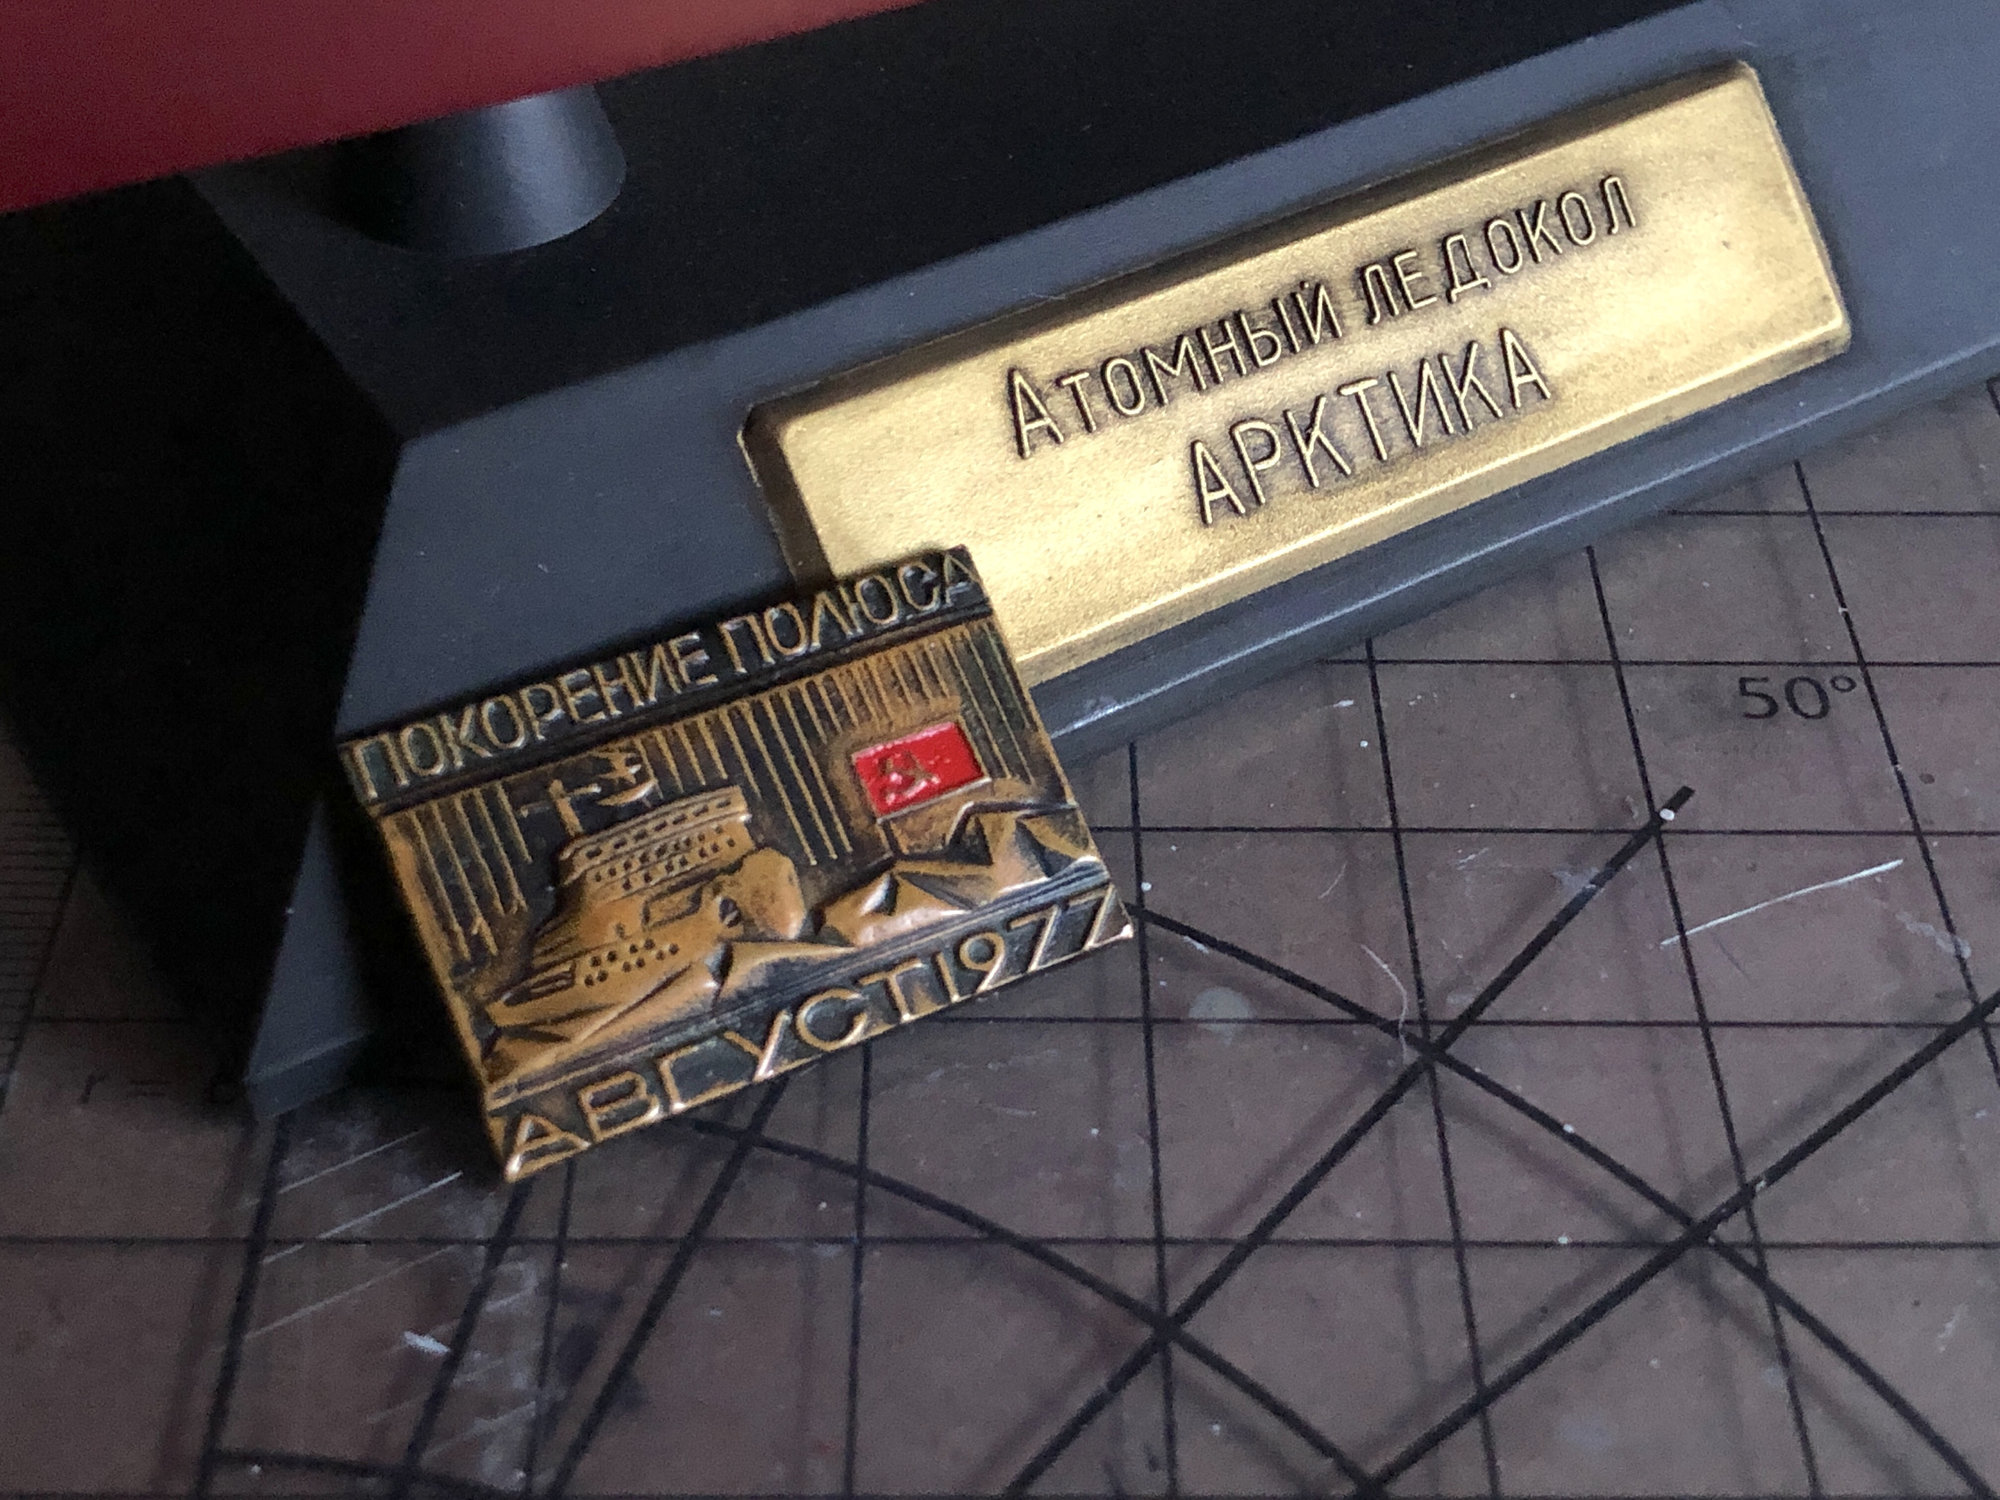 Атомный ледокол
АРКТИКА
ПОКОРЕНИЕ ПОЛЮСА
АВГУСТ 1977
50°